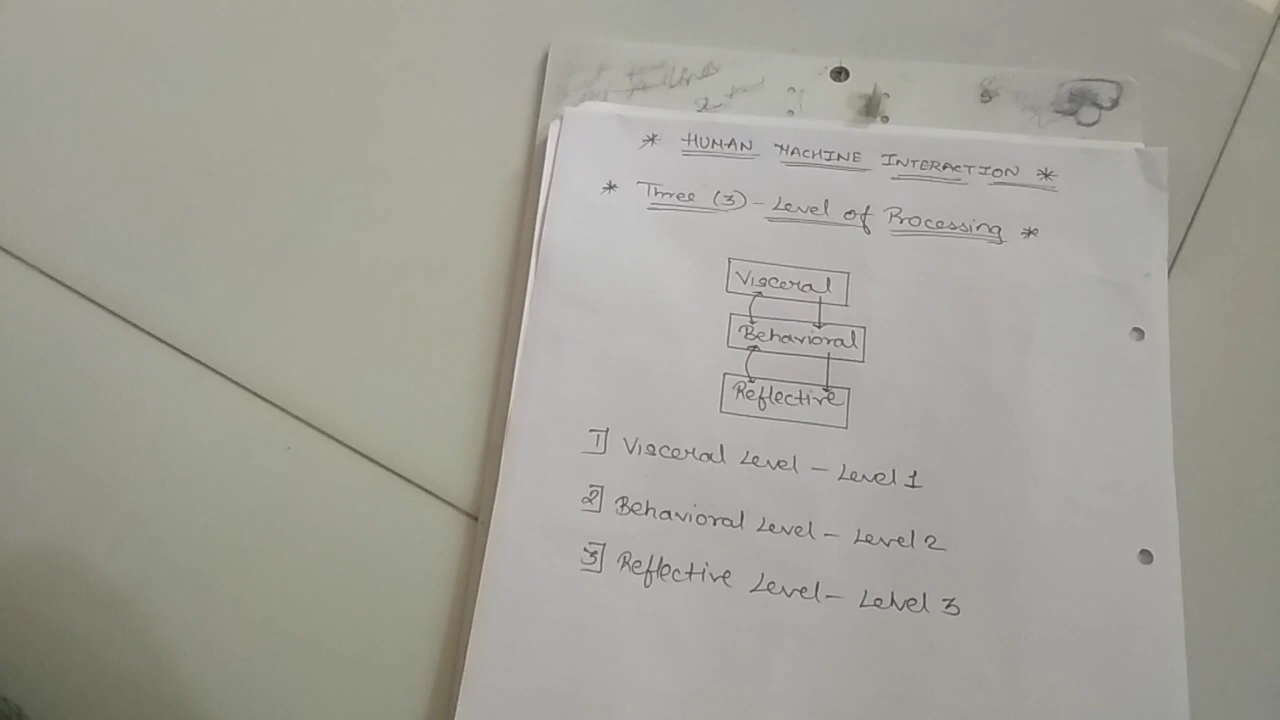 * HUMAN MACHINE INTERACTION *
* Three (3) - Level of Processing *
Visceral
Behavioral
Reflective
1] Visceral Level - Level 1
2] Behavioral Level - Level 2
3] Reflective Level - Level 3